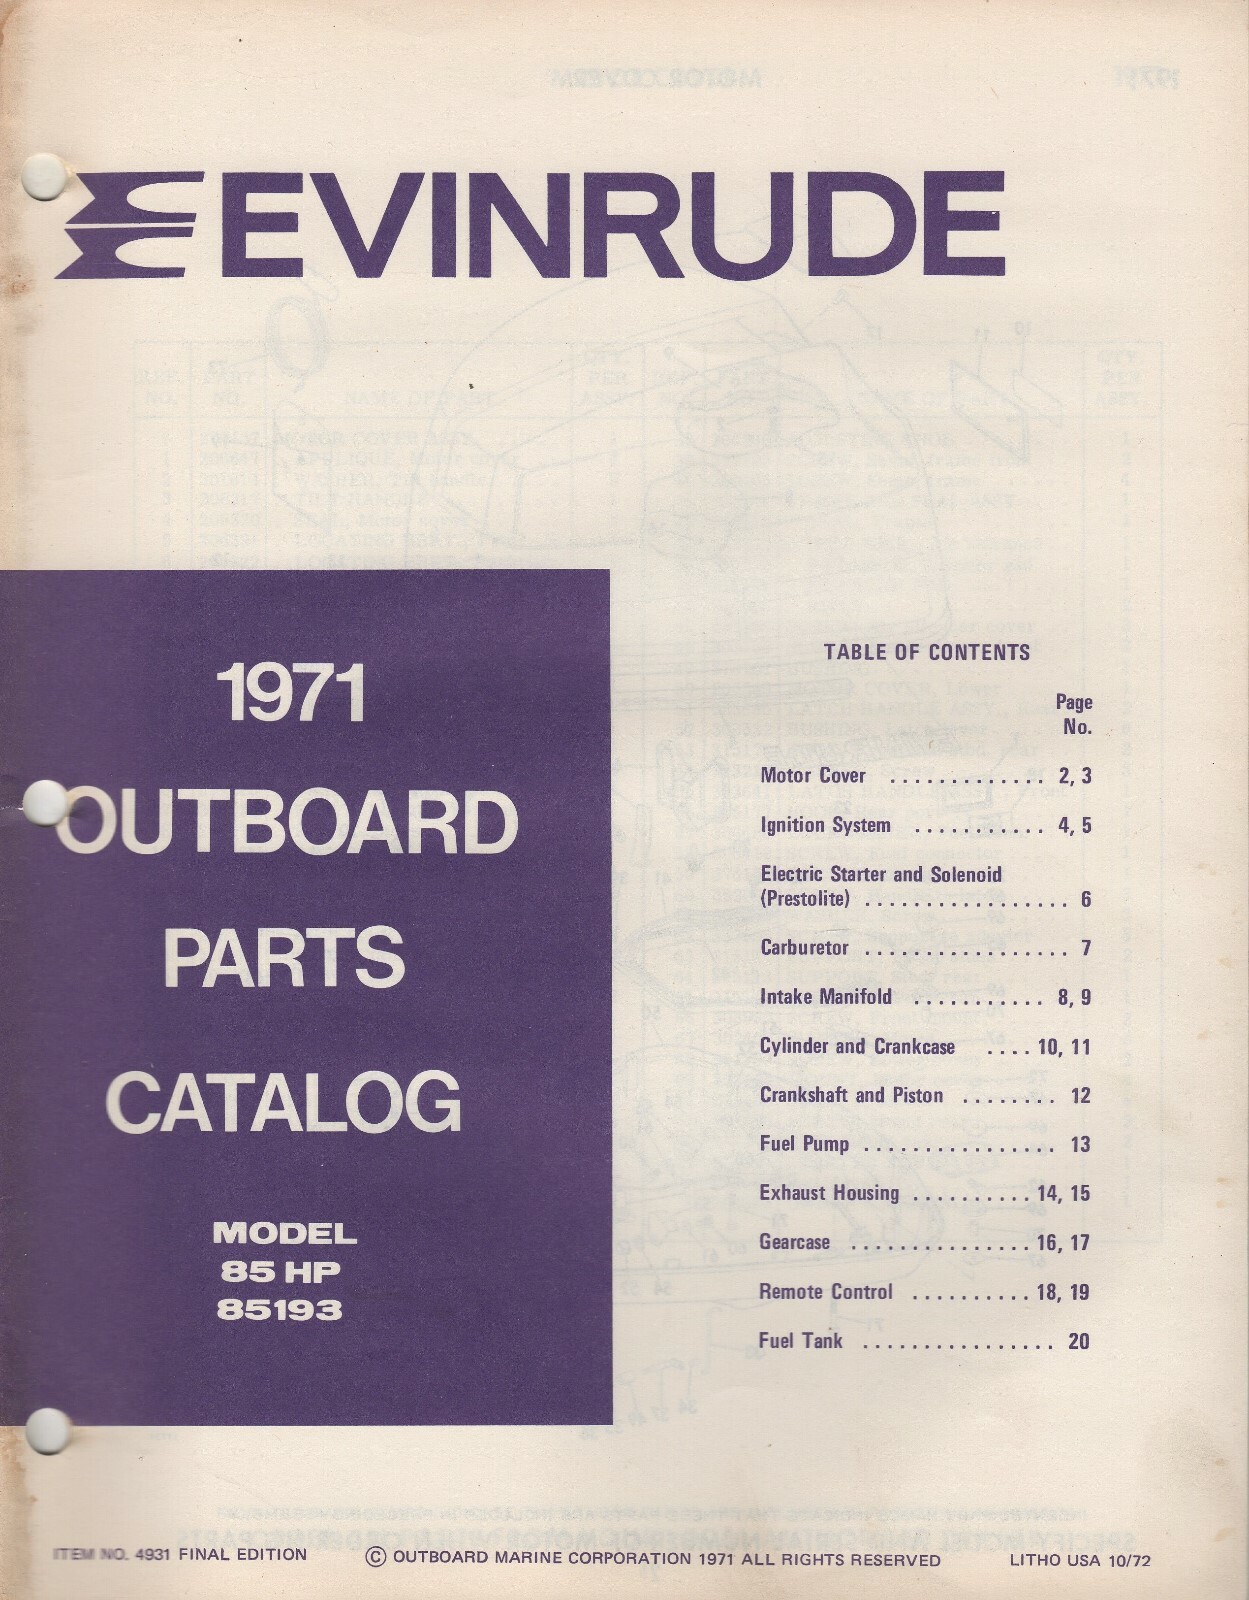 EVINRUDE
1971
OUTBOARD
PARTS
CATALOG
MODEL
85 HP
85193
TABLE OF CONTENTS
Page
No.
Motor Cover ............. 2, 3
Ignition System ........... 4, 5
Electric Starter and Solenoid
(Prestolite) ................. 6
Carburetor ................. 7
Intake Manifold ........... 8, 9
Cylinder and Crankcase .... 10, 11
Crankshaft and Piston ........ 12
Fuel Pump ................ 13
Exhaust Housing .......... 14, 15
Gearcase ............... 16, 17
Remote Control .......... 18, 19
Fuel Tank ................ 20
ITEM NO. 4931 FINAL EDITION
© OUTBOARD MARINE CORPORATION 1971 ALL RIGHTS RESERVED
LITHO USA 10/72